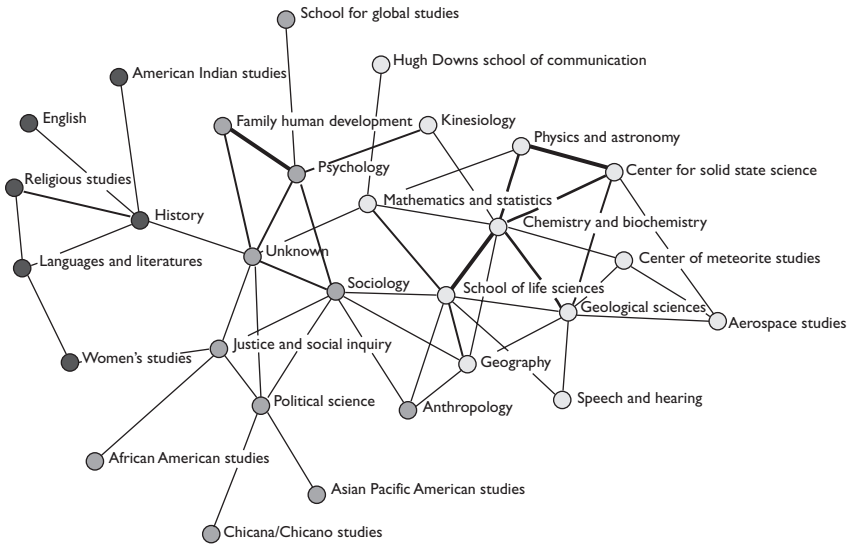 School for global studies
Hugh Downs school of communication
American Indian studies
English
Family human development
Kinesiology
Physics and astronomy
Psychology
Center for solid state science
Religious studies
Mathematics and statistics
History
Chemistry and biochemistry
Unknown
Languages and literatures
Center of meteorite studies
Sociology
School of life sciences
Geological sciences
Aerospace studies
Justice and social inquiry
Women's studies
Geography
Political science
Anthropology
Speech and hearing
African American studies
Asian Pacific American studies
Chicana/Chicano studies